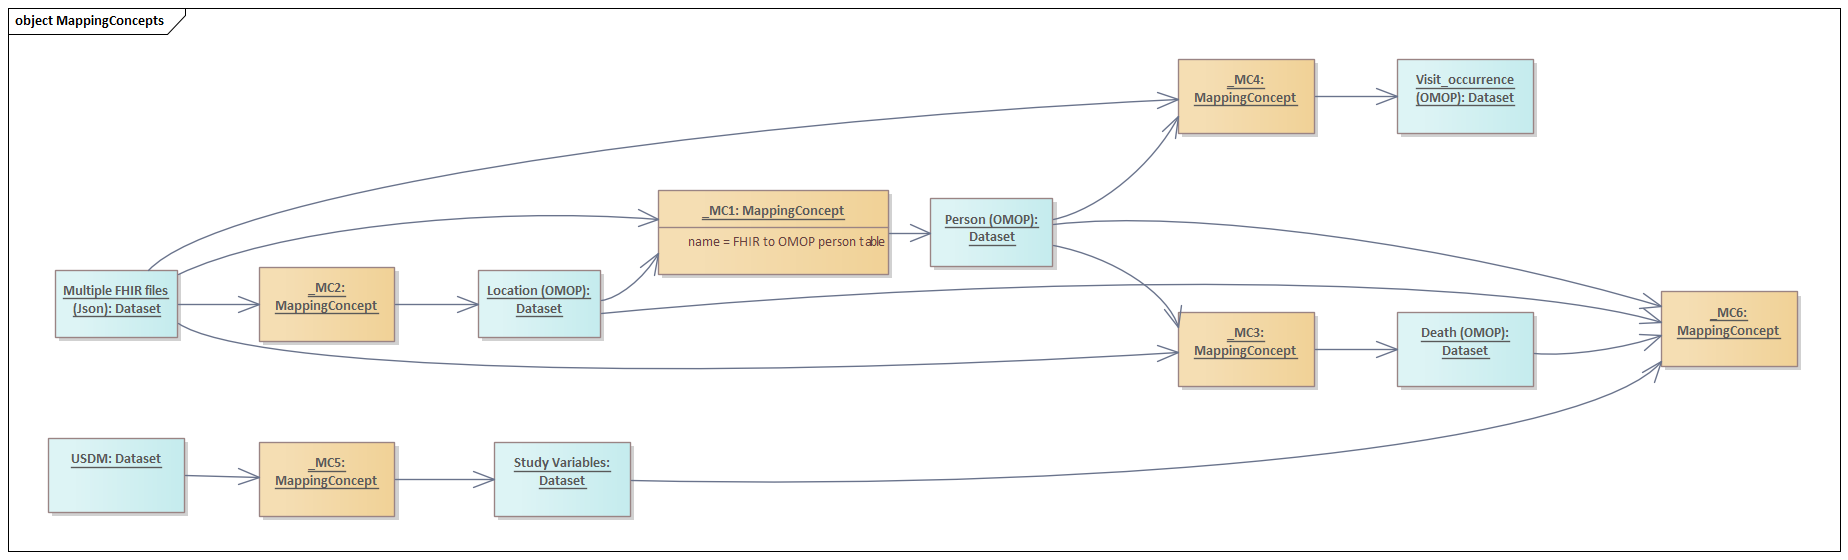 object MappingConcepts
_MC4:
MappingConcept
Visit_occurrence
(OMOP): Dataset
_MC1: MappingConcept
name = FHIR to OMOP person table
Person (OMOP):
Dataset
Multiple FHIR files
(Json): Dataset
_MC2:
MappingConcept
Location (OMOP):
Dataset
_MC3:
MappingConcept
Death (OMOP):
Dataset
_MC6:
MappingConcept
USDM: Dataset
_MC5:
MappingConcept
Study Variables:
Dataset